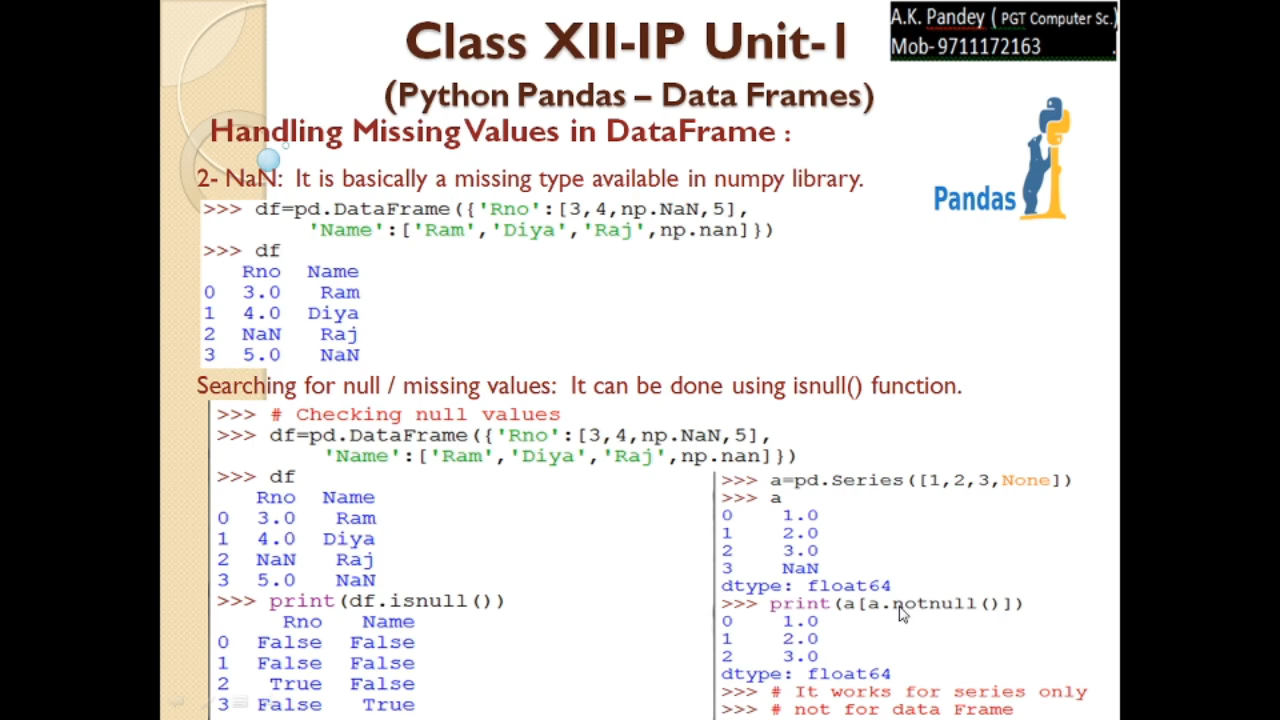 Class XII-IP Unit-1
A.K. Pandey ( PGT Computer Sc.)
Mob- 9711172163 .
(Python Pandas – Data Frames)
Handling Missing Values in DataFrame :
Pandas
2- NaN: It is basically a missing type available in numpy library.
>>> df=pd.DataFrame({'Rno':[3,4,np.NaN,5],
'Name':['Ram','Diya','Raj',np.nan]})
>>> df
Rno Name
0 3.0 Ram
1 4.0 Diya
2 NaN Raj
3 5.0 NaN
Searching for null / missing values: It can be done using isnull() function.
>>> # Checking null values
>>> df=pd.DataFrame({'Rno':[3,4,np.NaN,5],
'Name':['Ram','Diya','Raj',np.nan]})
>>> df
Rno Name
0 3.0 Ram
1 4.0 Diya
2 NaN Raj
3 5.0 NaN
>>> print(df.isnull())
Rno Name
0 False False
1 False False
2 True False
3 False True
>>> a=pd.Series([1,2,3,None])
>>> a
0 1.0
1 2.0
2 3.0
3 NaN
dtype: float64
>>> print(a[a.notnull()])
0 1.0
1 2.0
2 3.0
dtype: float64
>>> # It works for series only
>>> # not for data Frame